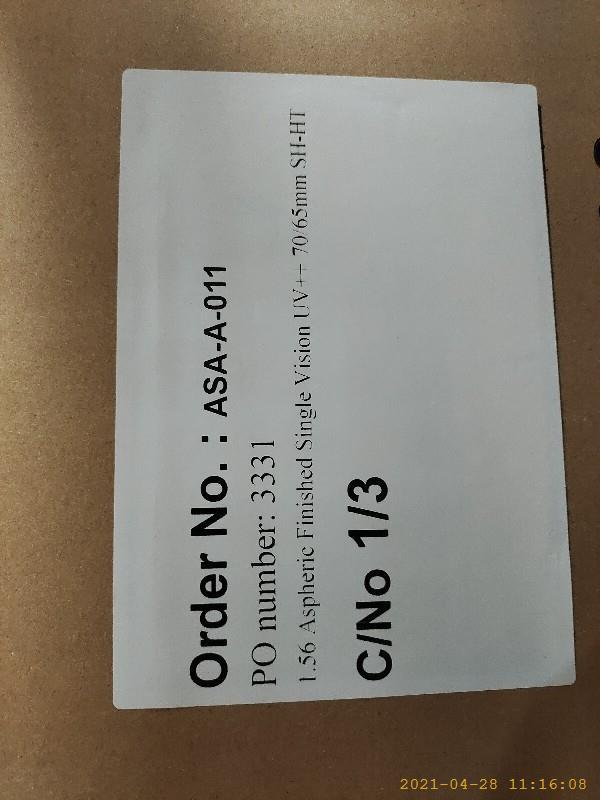 Order No. : ASA-A-011
PO number: 3331
1.56 Aspheric Finished Single Vision UV++ 70/65mm SH-HT
C/No 1/3
2021-04-28 11:16:08